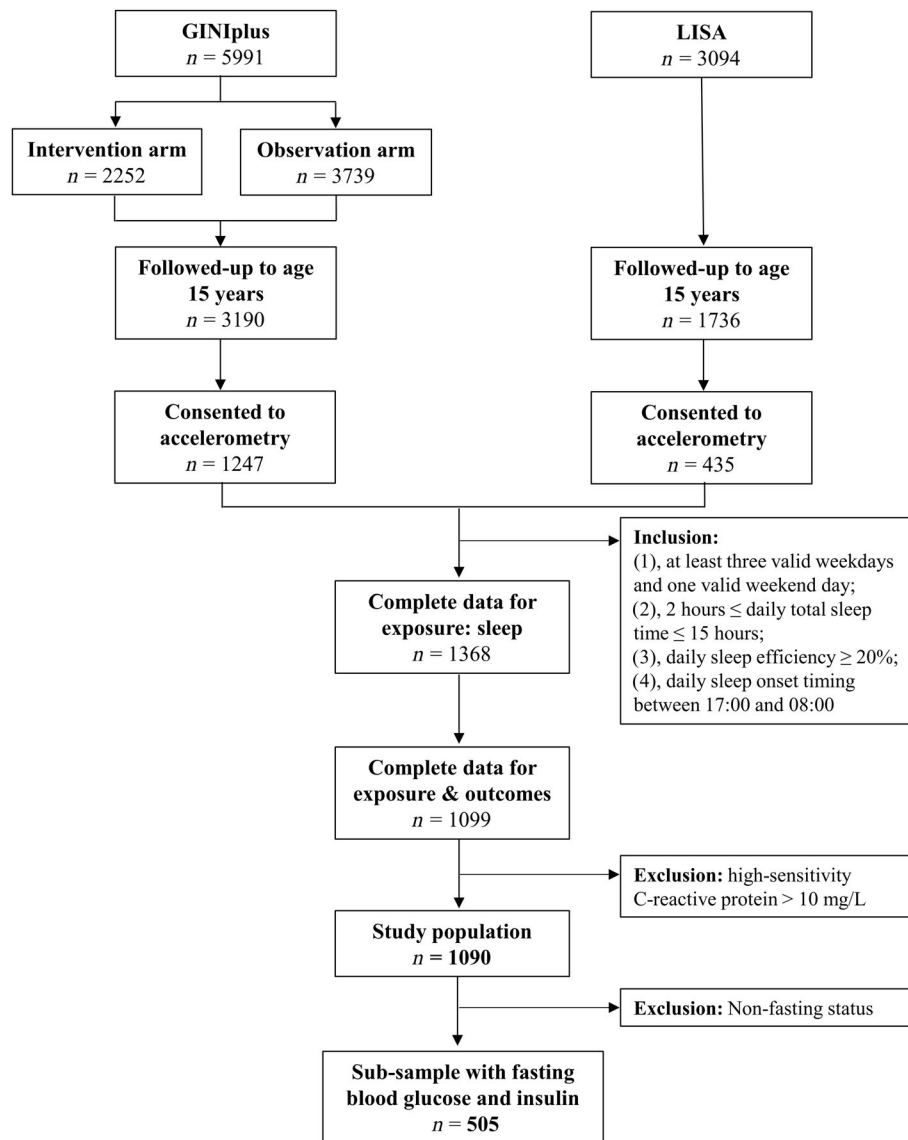 GINIplus
n = 5991
LISA
n = 3094
Intervention arm
n = 2252
Observation arm
n = 3739
Followed-up to age
15 years
n = 3190
Followed-up to age
15 years
n = 1736
Consented to
accelerometry
n = 1247
Consented to
accelerometry
n = 435
Inclusion:
(1), at least three valid weekdays
and one valid weekend day;
(2), 2 hours ≤ daily total sleep
time ≤ 15 hours;
(3), daily sleep efficiency ≥ 20%;
(4), daily sleep onset timing
between 17:00 and 08:00
Complete data for
exposure: sleep
n = 1368
Complete data for
exposure & outcomes
n = 1099
Exclusion: high-sensitivity
C-reactive protein > 10 mg/L
Study population
n = 1090
Exclusion: Non-fasting status
Sub-sample with fasting
blood glucose and insulin
n = 505